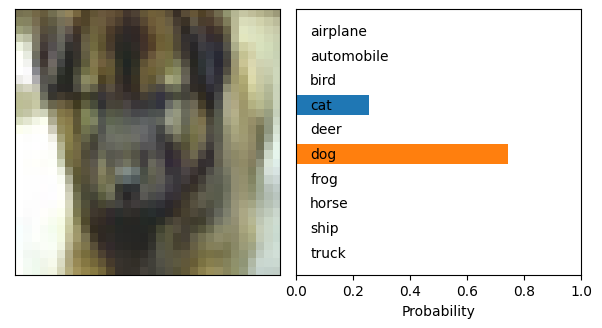 airplane
automobile
bird
cat
deer
dog
frog
horse
ship
truck
0.0 0.2 0.4 0.6 0.8 1.0
Probability